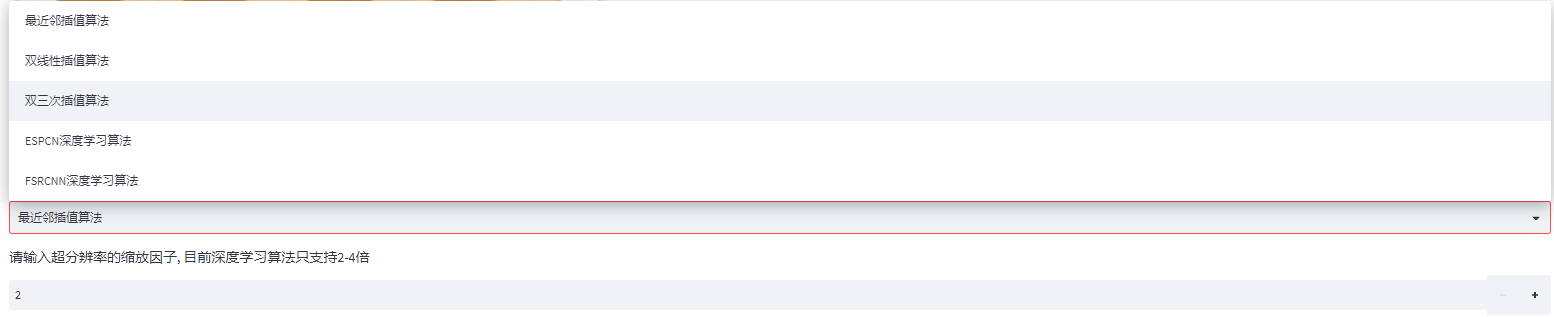 最近邻插值算法
双线性插值算法
双三次插值算法
ESPCN深度学习算法
FSRCNN深度学习算法
最近邻插值算法
请输入超分辨率的缩放因子, 目前深度学习算法只支持2-4倍
2